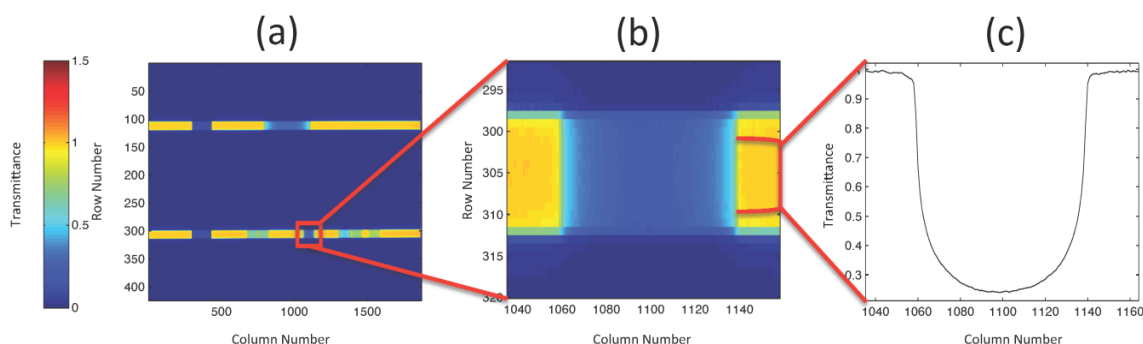 (a)
(b)
(c)
Transmittance
1.5
1
0.5
0
Row Number
50
100
150
200
250
300
350
400
500 1000 1500
Column Number
Row Number
295
300
305
310
315
320
1040 1060 1080 1100 1120 1140
Column Number
Transmittance
1
0.9
0.8
0.7
0.6
0.5
0.4
0.3
1040 1060 1080 1100 1120 1140 1160
Column Number